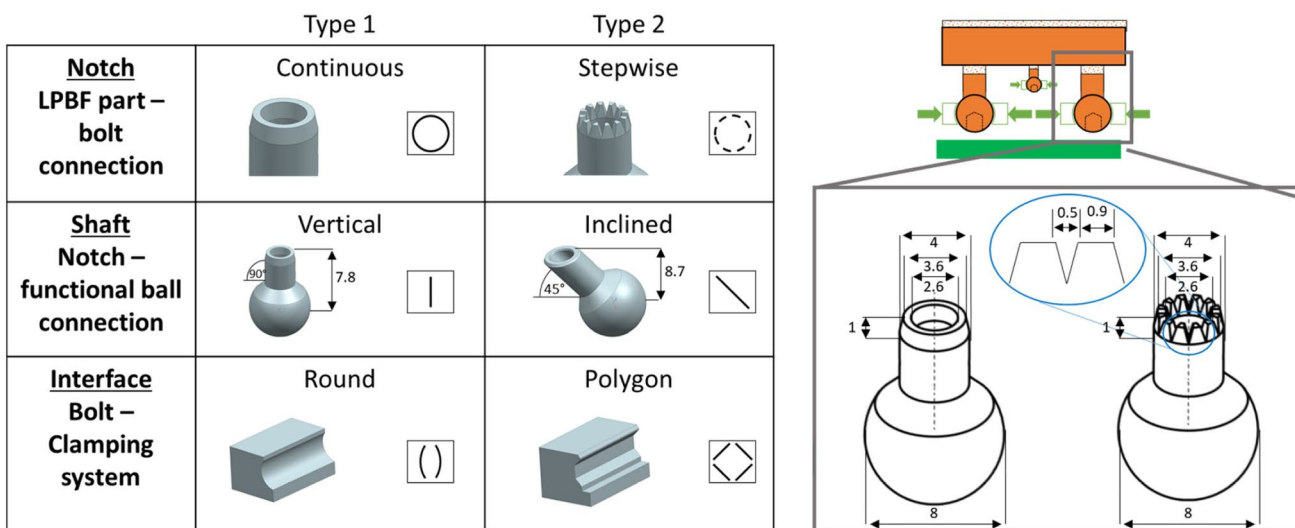 Type 1
Type 2
Notch
LPBF part –
bolt
connection
Continuous
Stepwise
Shaft
Notch –
functional ball
connection
Vertical
90°
7.8
Inclined
45°
8.7
Interface
Bolt –
Clamping
system
Round
Polygon
0.5
0.9
4
3.6
2.6
1
8
4
3.6
2.6
1
8